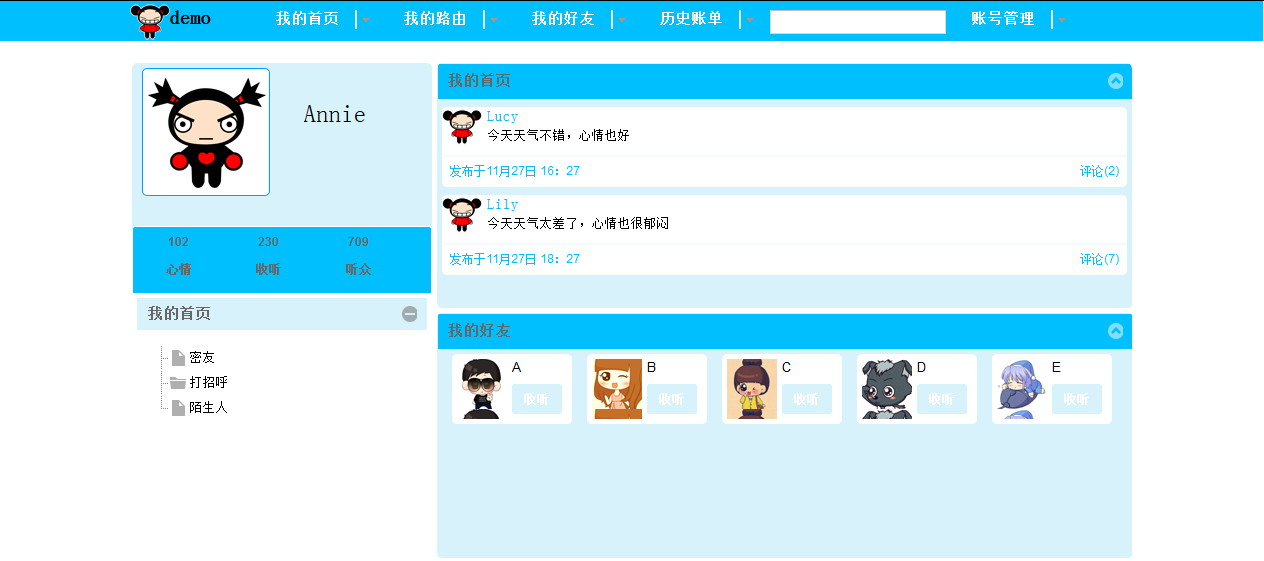 demo 我的首页 我的路由 我的好友 历史账单 账号管理
Annie
102 230 709
心情 收听 听众
我的首页
密友
打招呼
陌生人
我的首页
Lucy
今天天气不错，心情也好
发布于11月27日 16：27 评论(2)
Lily
今天天气太差了，心情也很郁闷
发布于11月27日 18：27 评论(7)
我的好友
A B C D E
收听 收听 收听 收听 收听